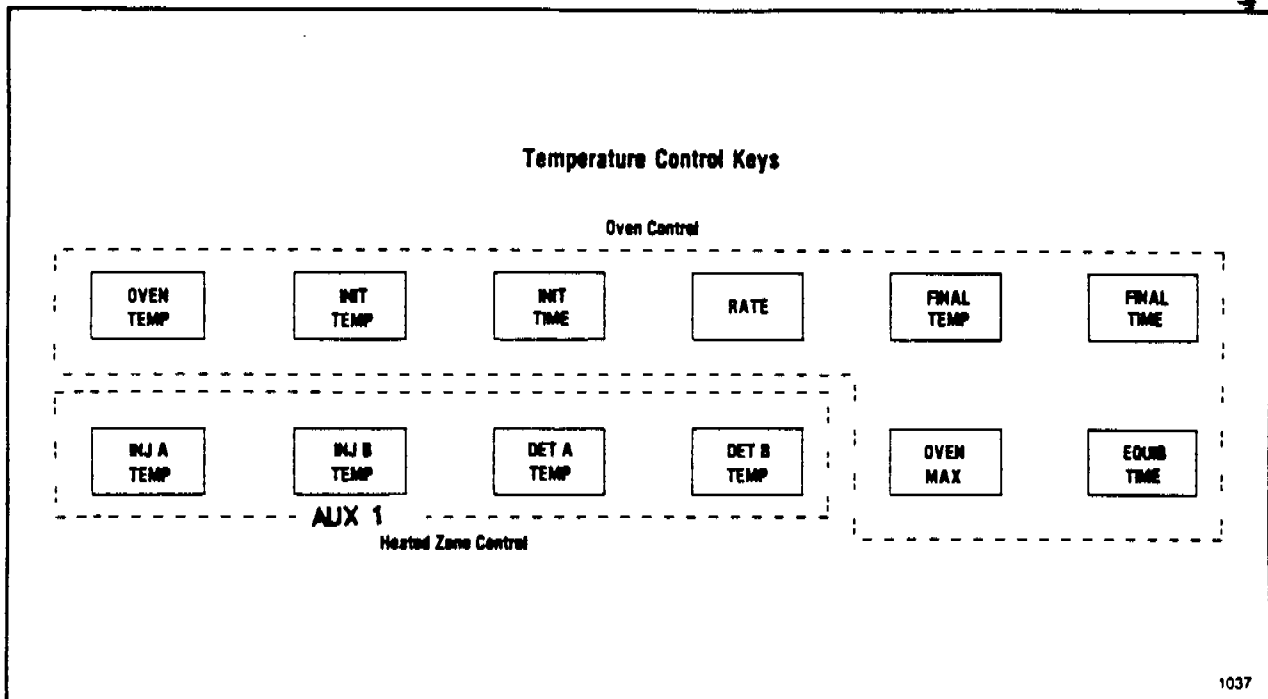 Temperature Control Keys
Oven Control
OVEN TEMP
INIT TEMP
INIT TIME
RATE
FINAL TEMP
FINAL TIME
INJ A TEMP
INJ B TEMP
DET A TEMP
DET B TEMP
OVEN MAX
EQUIB TIME
AUX 1
Heated Zone Control
1037